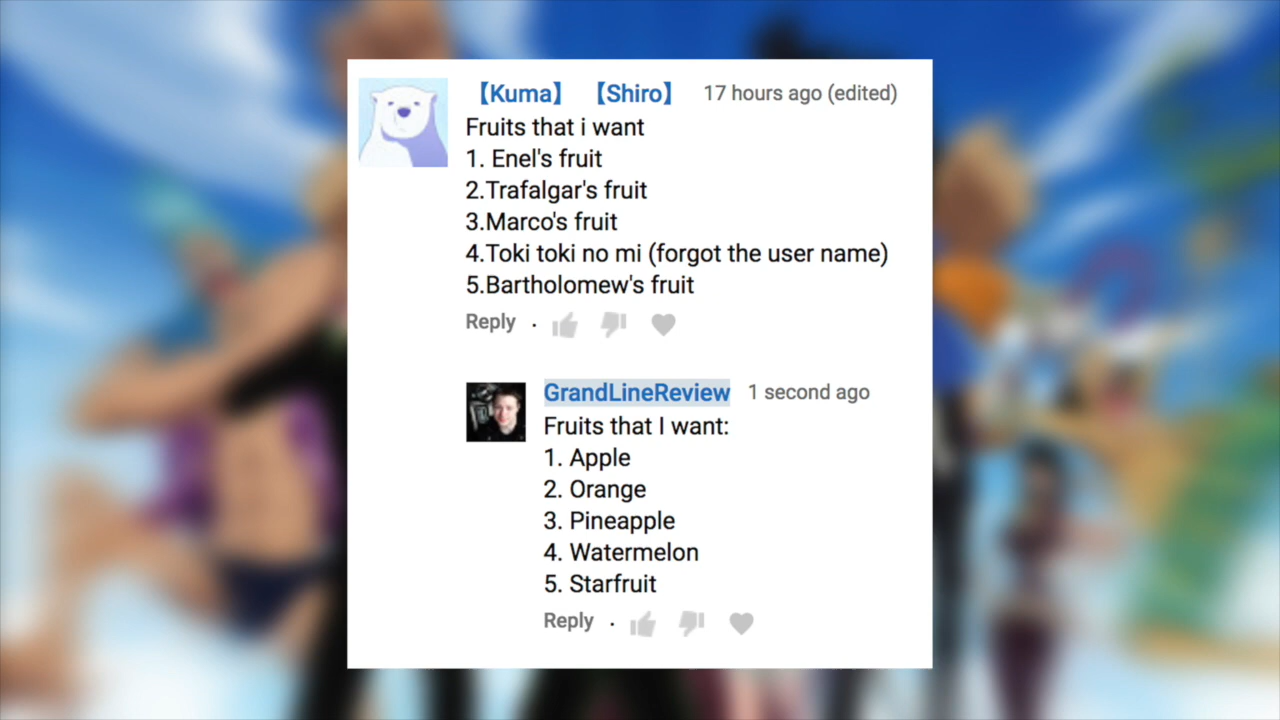 【Kuma】 【Shiro】 17 hours ago (edited)
Fruits that i want
1. Enel's fruit
2.Trafalgar's fruit
3.Marco's fruit
4.Toki toki no mi (forgot the user name)
5.Bartholomew's fruit
Reply
GrandLineReview 1 second ago
Fruits that I want:
1. Apple
2. Orange
3. Pineapple
4. Watermelon
5. Starfruit
Reply